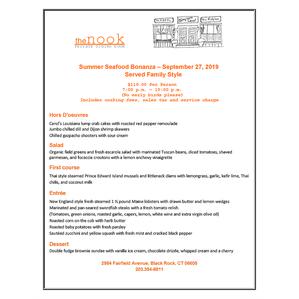 the nook
PRIVATE DINING ROOM
Summer Seafood Bonanza – September 27, 2019
Served Family Style
$110.00 Per Person
7:00 p.m. – 10:00 p.m.
(No early birds please)
Includes corking fees, sales tax and service charge
Hors D'oeuvres
Carol's Louisiana lump crab cakes with roasted red pepper remoulade
Jumbo chilled dill and Dijon shrimp skewers
Chilled gazpacho shooters with sour cream
Salad
Organic field greens and fresh escarole salad with marinated Tuscan beans, diced tomatoes, shaved
parmesan, and focaccia croutons with a lemon anchovy vinaigrette
First course
Thai style steamed Prince Edward Island mussels and littleneck clams with lemongrass, garlic, kefir lime, Thai
chilis, and coconut milk
Entrée
New England style fresh steamed 1 ½ pound Maine lobsters with drawn butter and lemon wedges
Marinated and pan-seared swordfish steaks with a fresh tomato relish
(Tomatoes, green onions, roasted garlic, capers, lemon, white wine and extra virgin olive oil)
Roasted corn on the cob with herb butter
Roasted baby potatoes with fresh parsley
Sautéed zucchini and yellow squash with fresh mint and cracked black pepper
Dessert
Double fudge brownie sundae with vanilla ice cream, chocolate drizzle, whipped cream and a cherry
2984 Fairfield Avenue, Black Rock, CT 06605